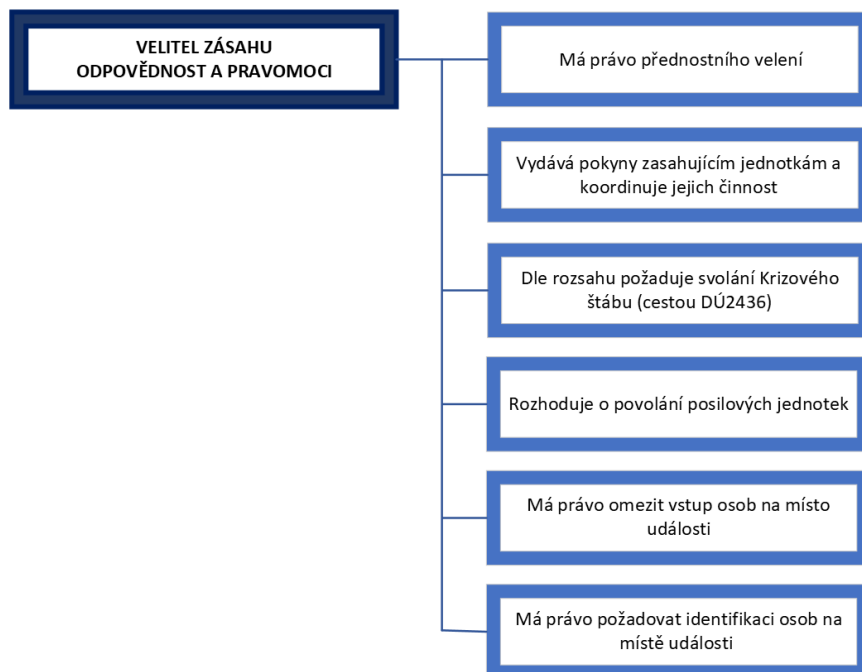 VELITEL ZÁSAHU
ODPOVĚDNOST A PRAVOMOCI
Má právo přednostního velení
Vydává pokyny zasahujícím jednotkám a
koordinuje jejich činnost
Dle rozsahu požaduje svolání Krizového
štábu (cestou DÚ2436)
Rozhoduje o povolání posilových jednotek
Má právo omezit vstup osob na místo
události
Má právo požadovat identifikaci osob na
místě události